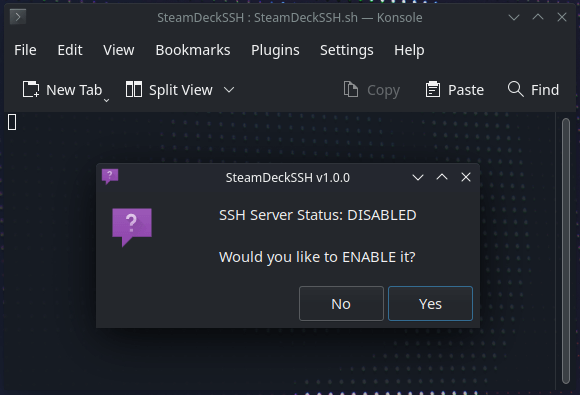 SteamDeckSSH : SteamDeckSSH.sh — Konsole
File Edit View Bookmarks Plugins Settings Help
New Tab Split View Copy Paste Find
SteamDeckSSH v1.0.0
?
SSH Server Status: DISABLED
Would you like to ENABLE it?
No Yes